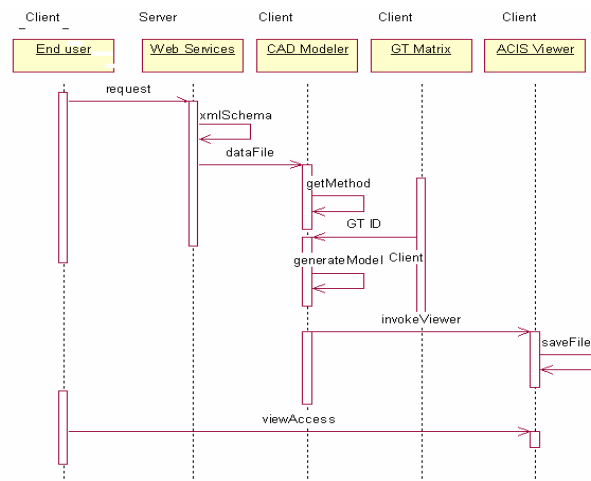 Client Server Client Client Client
End user Web Services CAD Modeler GT Matrix ACIS Viewer
request
xmlSchema
dataFile
getMethod
GT ID
generateModel Client
invokeViewer
saveFile
viewAccess